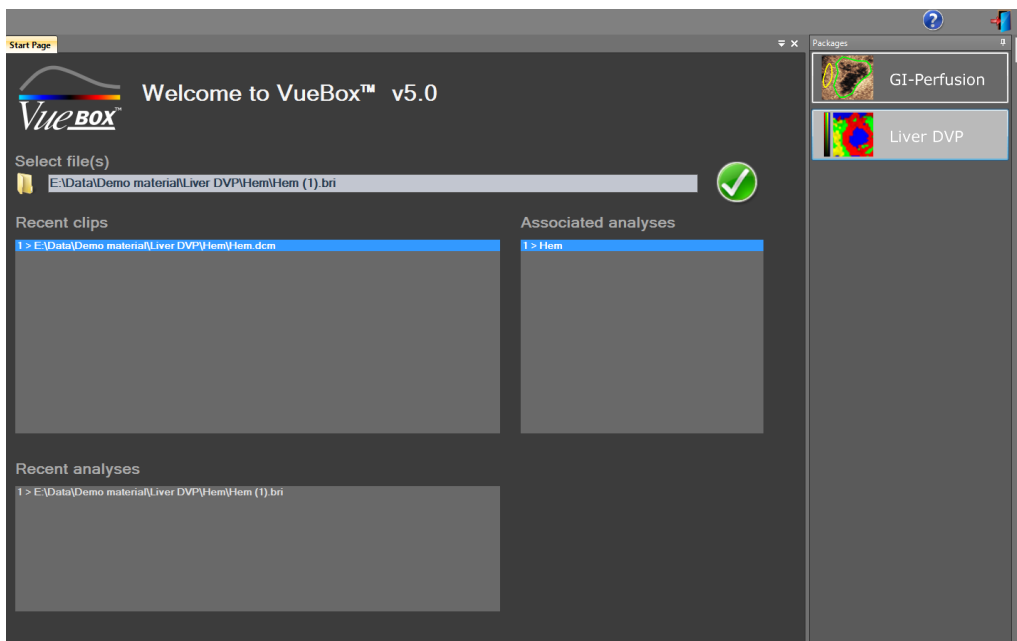 ?
Start Page
Packages
VUE BOX™
Welcome to VueBox™ v5.0
GI-Perfusion
Liver DVP
Select file(s)
E:\Data\Demo material\Liver DVP\Hem\Hem (1).bri
Recent clips
Associated analyses
1 > E:\Data\Demo material\Liver DVP\Hem\Hem.dcm
1 > Hem
Recent analyses
1 > E:\Data\Demo material\Liver DVP\Hem\Hem (1).bri